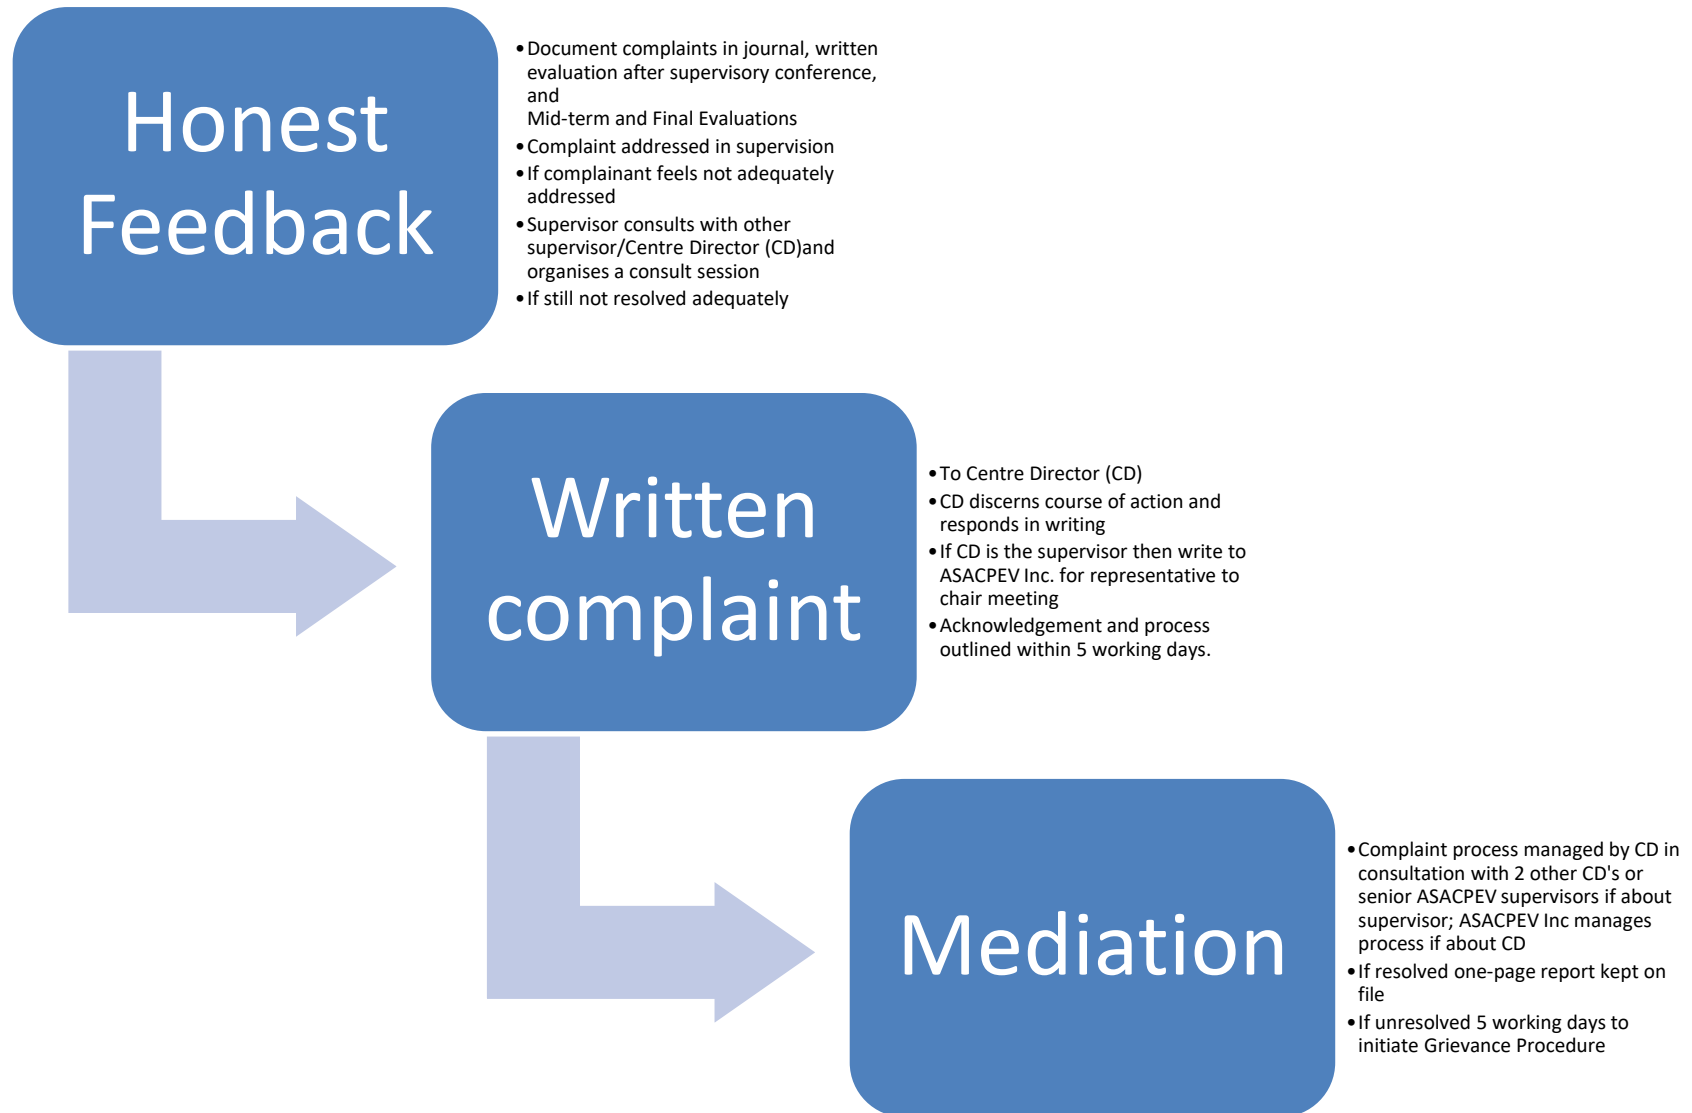 Honest
Feedback
•Document complaints in journal, written
evaluation after supervisory conference,
and
Mid-term and Final Evaluations
•Complaint addressed in supervision
•If complainant feels not adequately
addressed
•Supervisor consults with other
supervisor/Centre Director (CD)and
organises a consult session
•If still not resolved adequately
Written
complaint
•To Centre Director (CD)
•CD discerns course of action and
responds in writing
•If CD is the supervisor then write to
ASACPEV Inc. for representative to
chair meeting
•Acknowledgement and process
outlined within 5 working days.
Mediation
•Complaint process managed by CD in
consultation with 2 other CD's or
senior ASACPEV supervisors if about
supervisor; ASACPEV Inc manages
process if about CD
•If resolved one-page report kept on
file
•If unresolved 5 working days to
initiate Grievance Procedure